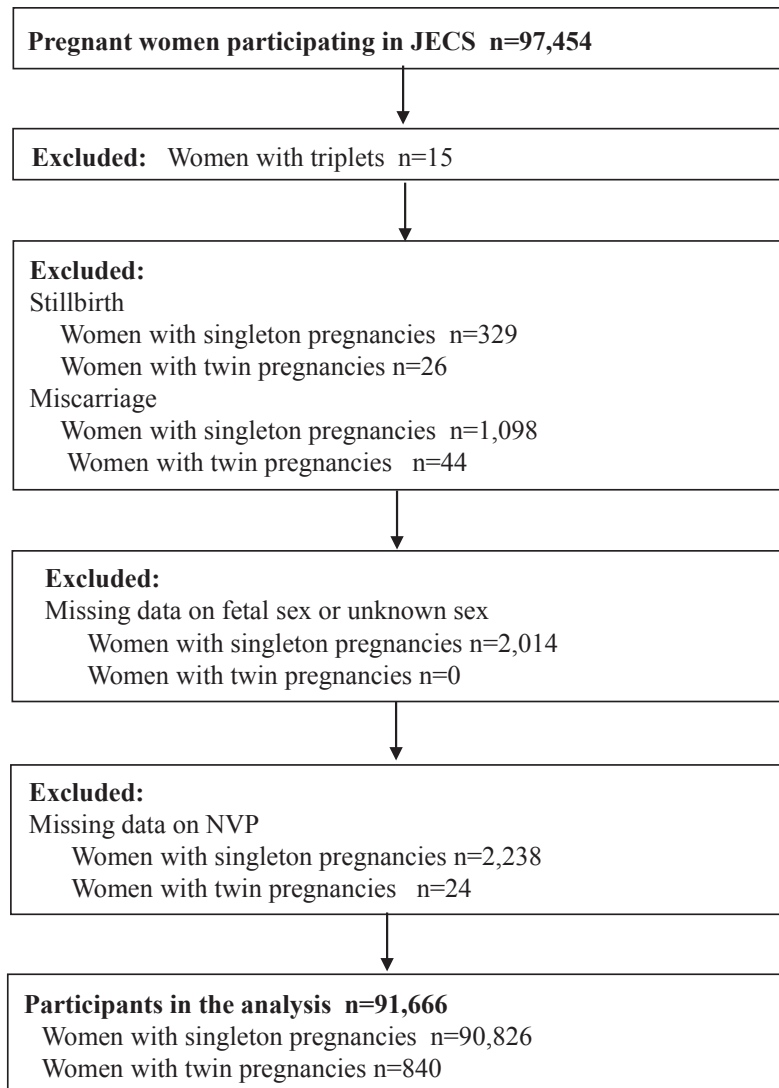 Pregnant women participating in JECS n=97,454
Excluded: Women with triplets n=15
Excluded:
Stillbirth
Women with singleton pregnancies n=329
Women with twin pregnancies n=26
Miscarriage
Women with singleton pregnancies n=1,098
Women with twin pregnancies n=44
Excluded:
Missing data on fetal sex or unknown sex
Women with singleton pregnancies n=2,014
Women with twin pregnancies n=0
Excluded:
Missing data on NVP
Women with singleton pregnancies n=2,238
Women with twin pregnancies n=24
Participants in the analysis n=91,666
Women with singleton pregnancies n=90,826
Women with twin pregnancies n=840